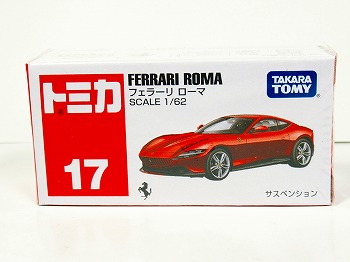 トミカ
17
FERRARI ROMA
フェラーリ ローマ
SCALE 1/62
TAKARA
TOMY
サスペンション